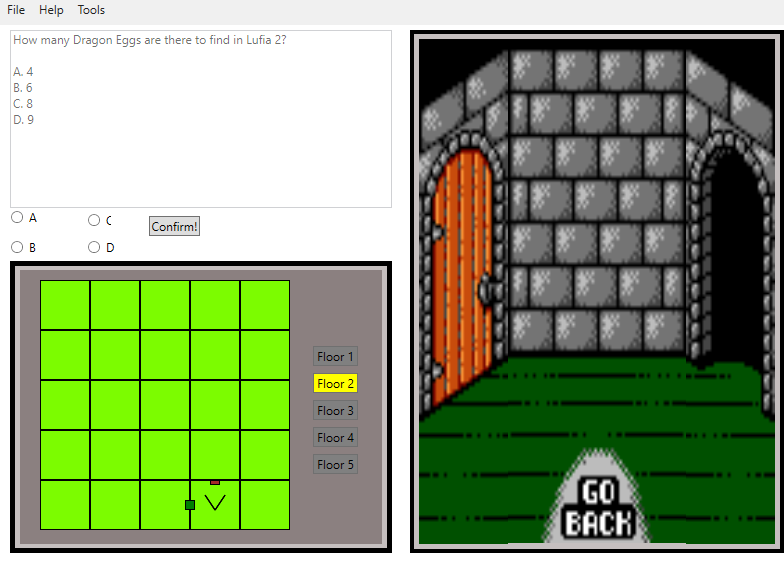 File Help Tools
How many Dragon Eggs are there to find in Lufia 2?
A. 4
B. 6
C. 8
D. 9
A C Confirm!
B D
Floor 1
Floor 2
Floor 3
Floor 4
Floor 5
GO
BACK